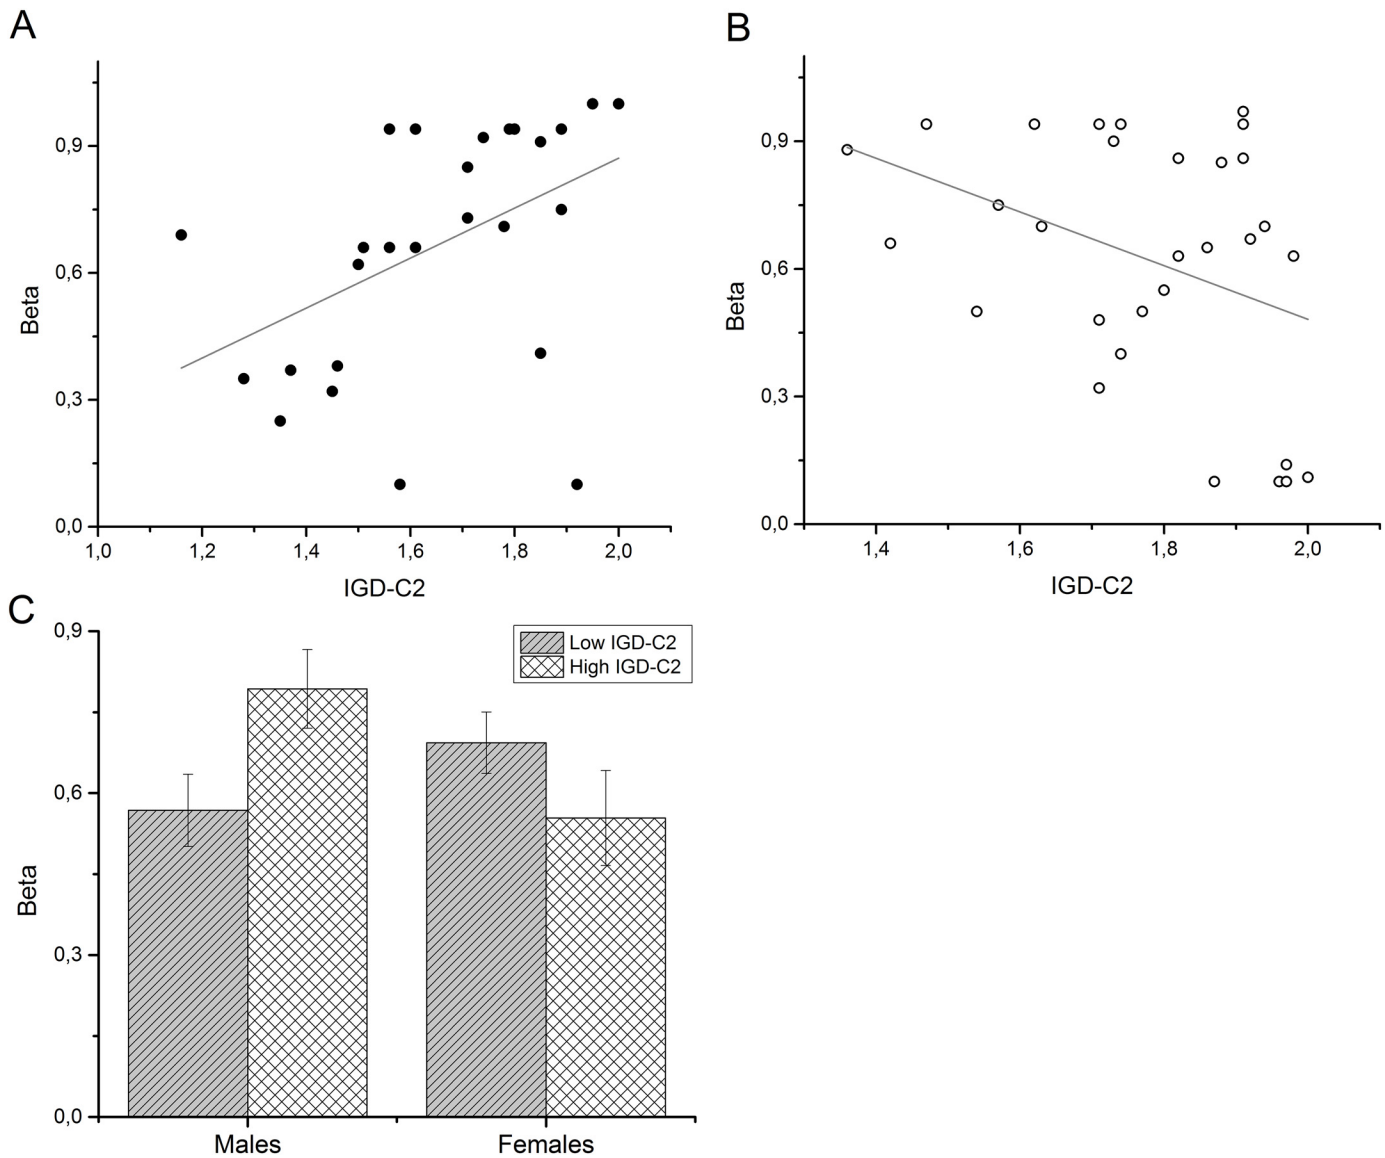 A
Beta
0,9
0,6
0,3
0,0
1,0 1,2 1,4 1,6 1,8 2,0
IGD-C2
B
Beta
0,9
0,6
0,3
0,0
1,4 1,6 1,8 2,0
IGD-C2
C
Beta
0,9
0,6
0,3
0,0
Low IGD-C2
High IGD-C2
Males Females